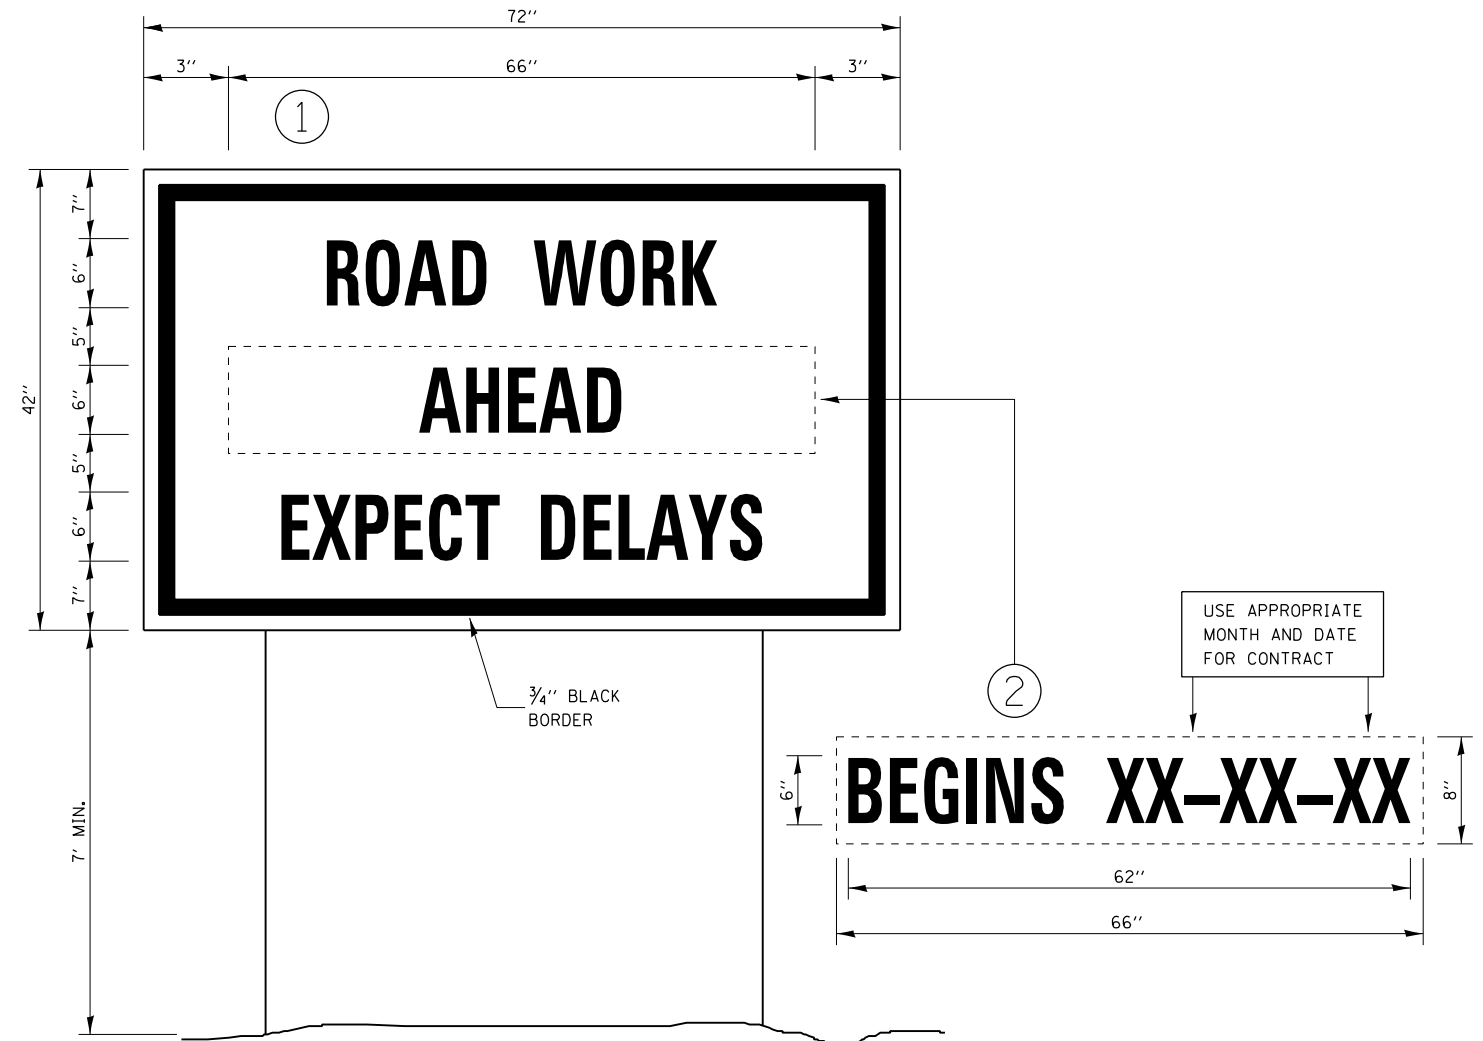 72''
3'' 66'' 3''
1
7''
6''
5''
6''
5''
6''
7''
42''
ROAD WORK
AHEAD
EXPECT DELAYS
3/4'' BLACK
BORDER
7' MIN.
2
USE APPROPRIATE
MONTH AND DATE
FOR CONTRACT
6''
BEGINS XX-XX-XX
8''
62''
66''